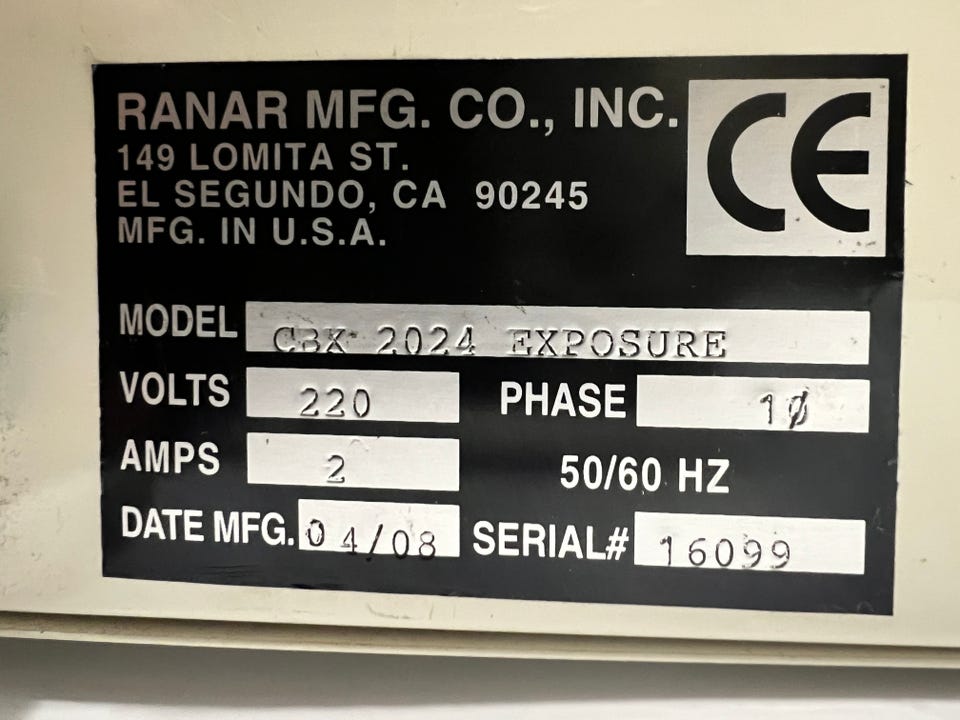 RANAR MFG. CO., INC.
CE
149 LOMITA ST.
EL SEGUNDO, CA 90245
MFG. IN U.S.A.
MODEL CBX 2024 EXPOSURE
VOLTS 220 PHASE 1Ø
AMPS 2 50/60 HZ
DATE MFG. 04/08 SERIAL# 16099